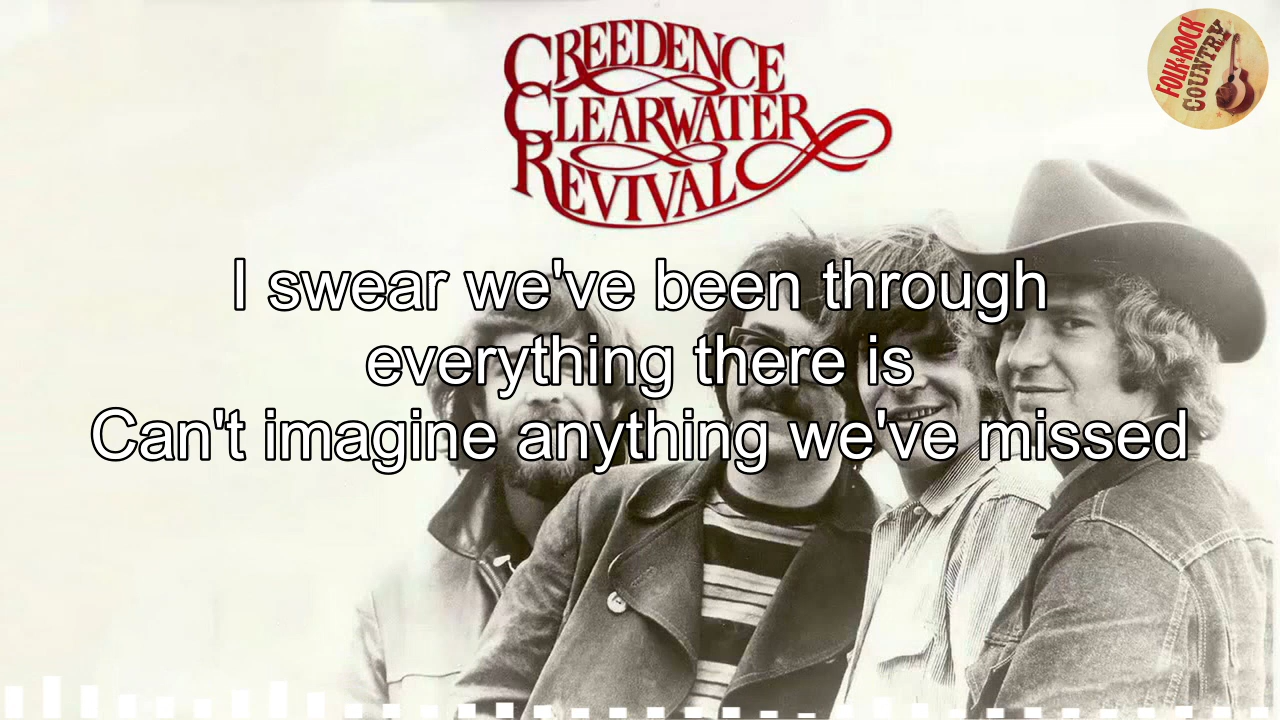 CREEDENCE
CLEARWATER
REVIVAL
FOLK & ROCK
COUNTRY
I swear we've been through
everything there is
Can't imagine anything we've missed